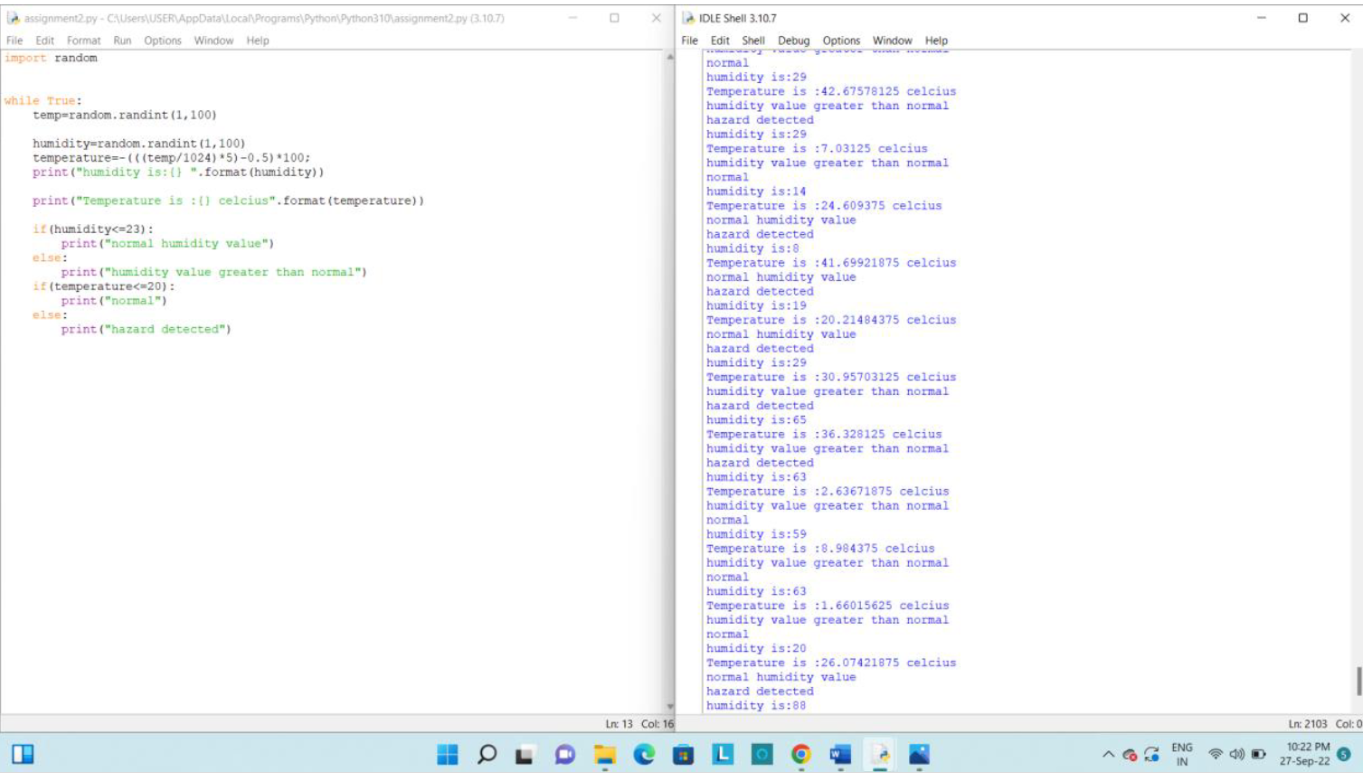 assignment2.py - C:\Users\USER\AppData\Local\Programs\Python\Python310\assignment2.py (3.10.7)
File Edit Format Run Options Window Help
import random
while True:
temp=random.randint(1,100)
humidity=random.randint(1,100)
temperature=-(((temp/1024)*5)-0.5)*100;
print("humidity is:{} ".format(humidity))
print("Temperature is :{} celcius".format(temperature))
if(humidity<=23):
print("normal humidity value")
else:
print("humidity value greater than normal")
if(temperature<=20):
print("normal")
else:
print("hazard detected")
Ln: 13 Col: 16
IDLE Shell 3.10.7
File Edit Shell Debug Options Window Help
humidity value greater than normal
normal
humidity is:29
Temperature is :42.67578125 celcius
humidity value greater than normal
hazard detected
humidity is:29
Temperature is :7.03125 celcius
humidity value greater than normal
normal
humidity is:14
Temperature is :24.609375 celcius
normal humidity value
hazard detected
humidity is:8
Temperature is :41.69921875 celcius
normal humidity value
hazard detected
humidity is:19
Temperature is :20.21484375 celcius
normal humidity value
hazard detected
humidity is:29
Temperature is :30.95703125 celcius
humidity value greater than normal
hazard detected
humidity is:65
Temperature is :36.328125 celcius
humidity value greater than normal
hazard detected
humidity is:63
Temperature is :2.63671875 celcius
humidity value greater than normal
normal
humidity is:59
Temperature is :8.984375 celcius
humidity value greater than normal
normal
humidity is:63
Temperature is :1.66015625 celcius
humidity value greater than normal
normal
humidity is:20
Temperature is :26.07421875 celcius
normal humidity value
hazard detected
humidity is:88
Ln: 2103 Col: 0
L
ENG
IN
10:22 PM
27-Sep-22
5